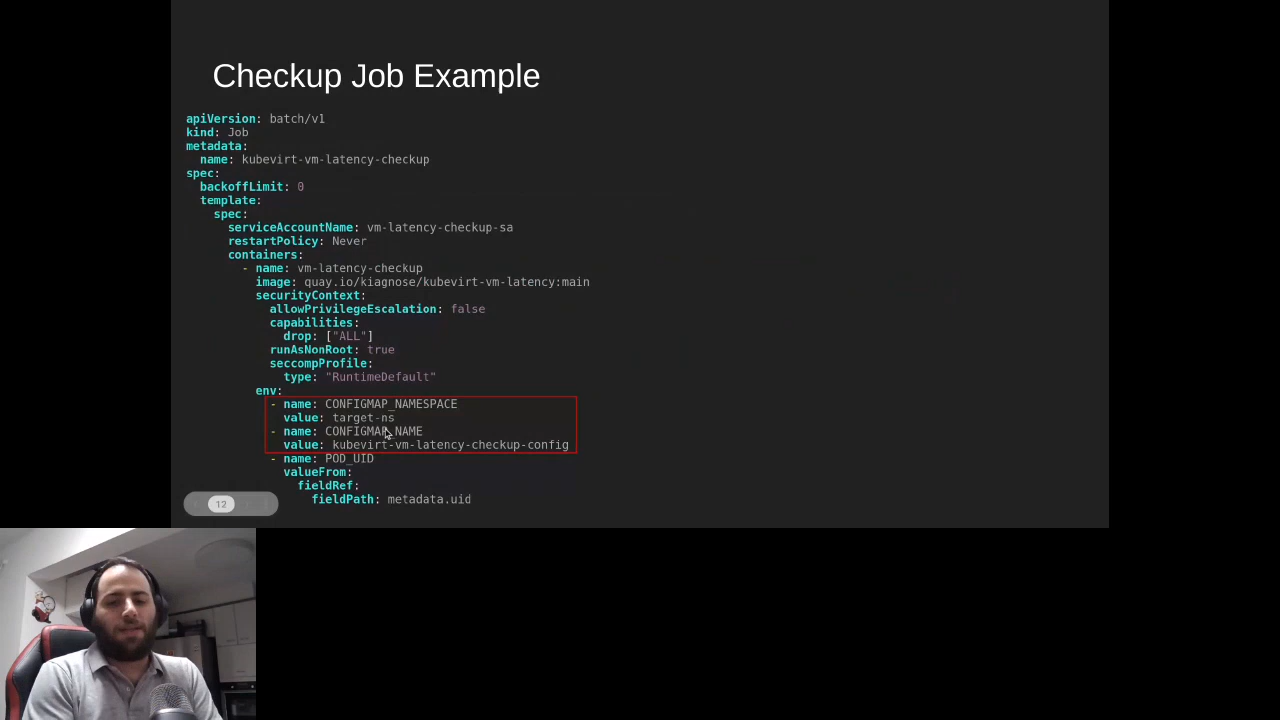 Checkup Job Example
apiVersion: batch/v1
kind: Job
metadata:
  name: kubevirt-vm-latency-checkup
spec:
  backoffLimit: 0
  template:
    spec:
      serviceAccountName: vm-latency-checkup-sa
      restartPolicy: Never
      containers:
        - name: vm-latency-checkup
          image: quay.io/kiagnose/kubevirt-vm-latency:main
          securityContext:
            allowPrivilegeEscalation: false
            capabilities:
              drop: ["ALL"]
            runAsNonRoot: true
            seccompProfile:
              type: "RuntimeDefault"
          env:
            - name: CONFIGMAP_NAMESPACE
              value: target-ns
            - name: CONFIGMAP_NAME
              value: kubevirt-vm-latency-checkup-config
            - name: POD_UID
              valueFrom:
                fieldRef:
                  fieldPath: metadata.uid
12